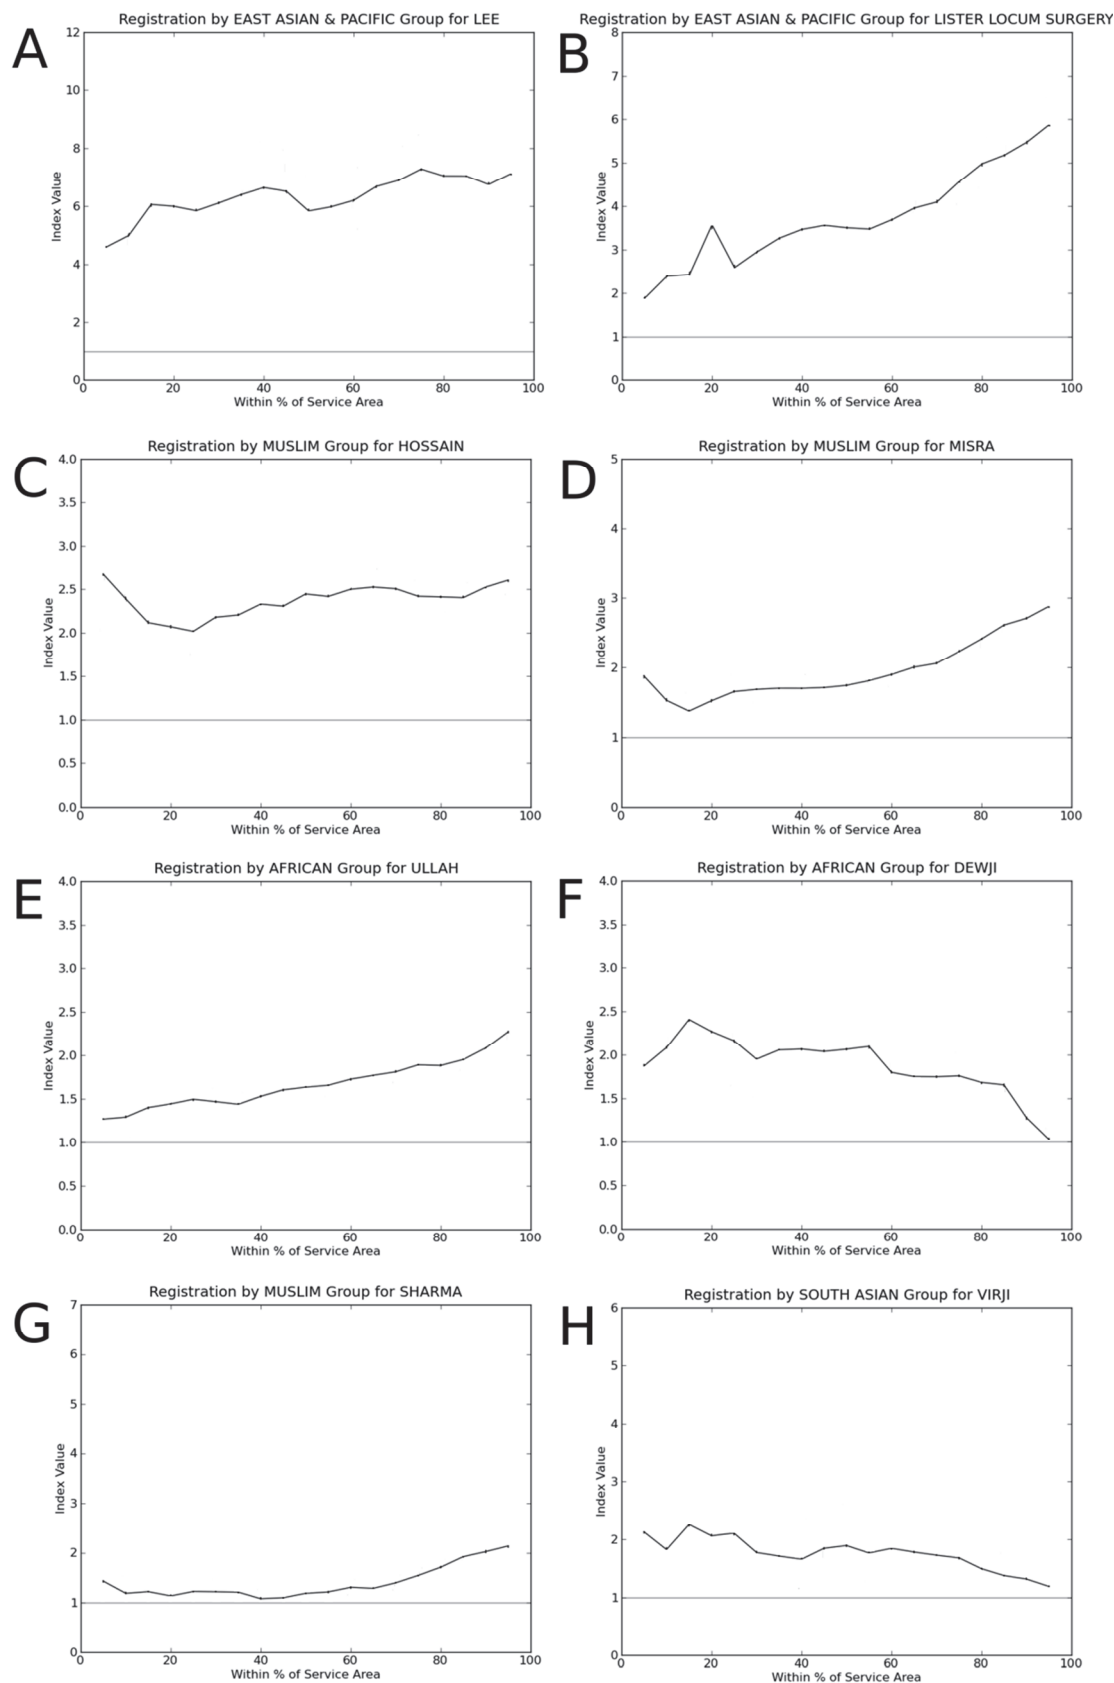 A
Registration by EAST ASIAN & PACIFIC Group for LEE
12
10
8
6
4
2
0
Index Value
0 20 40 60 80 100
Within % of Service Area
B
Registration by EAST ASIAN & PACIFIC Group for LISTER LOCUM SURGERY
8
7
6
5
4
3
2
1
0
Index Value
0 20 40 60 80 100
Within % of Service Area
C
Registration by MUSLIM Group for HOSSAIN
4.0
3.5
3.0
2.5
2.0
1.5
1.0
0.5
0.0
Index Value
0 20 40 60 80 100
Within % of Service Area
D
Registration by MUSLIM Group for MISRA
5
4
3
2
1
0
Index Value
0 20 40 60 80 100
Within % of Service Area
E
Registration by AFRICAN Group for ULLAH
4.0
3.5
3.0
2.5
2.0
1.5
1.0
0.5
0.0
Index Value
0 20 40 60 80 100
Within % of Service Area
F
Registration by AFRICAN Group for DEWJI
4.0
3.5
3.0
2.5
2.0
1.5
1.0
0.5
0.0
Index Value
0 20 40 60 80 100
Within % of Service Area
G
Registration by MUSLIM Group for SHARMA
7
6
5
4
3
2
1
0
Index Value
0 20 40 60 80 100
Within % of Service Area
H
Registration by SOUTH ASIAN Group for VIRJI
6
5
4
3
2
1
0
Index Value
0 20 40 60 80 100
Within % of Service Area